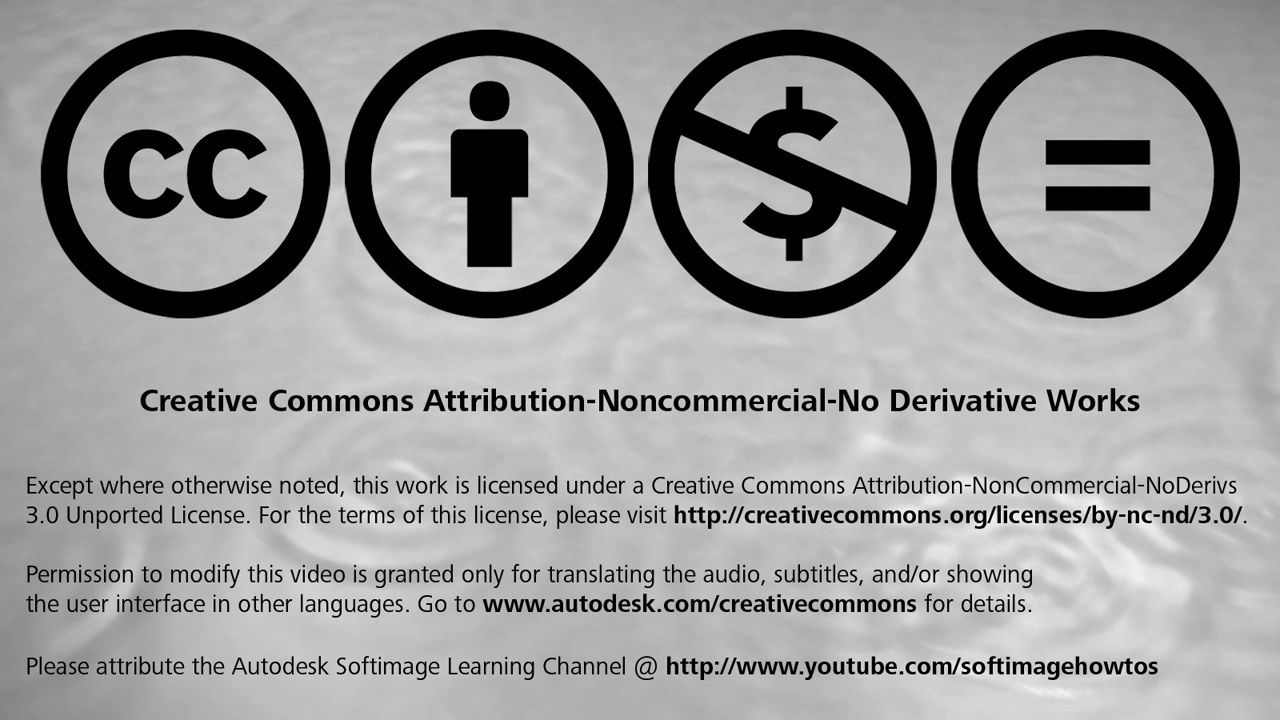 cc $ =
Creative Commons Attribution-Noncommercial-No Derivative Works
Except where otherwise noted, this work is licensed under a Creative Commons Attribution-NonCommercial-NoDerivs
3.0 Unported License. For the terms of this license, please visit http://creativecommons.org/licenses/by-nc-nd/3.0/.
Permission to modify this video is granted only for translating the audio, subtitles, and/or showing
the user interface in other languages. Go to www.autodesk.com/creativecommons for details.
Please attribute the Autodesk Softimage Learning Channel @ http://www.youtube.com/softimagehowtos